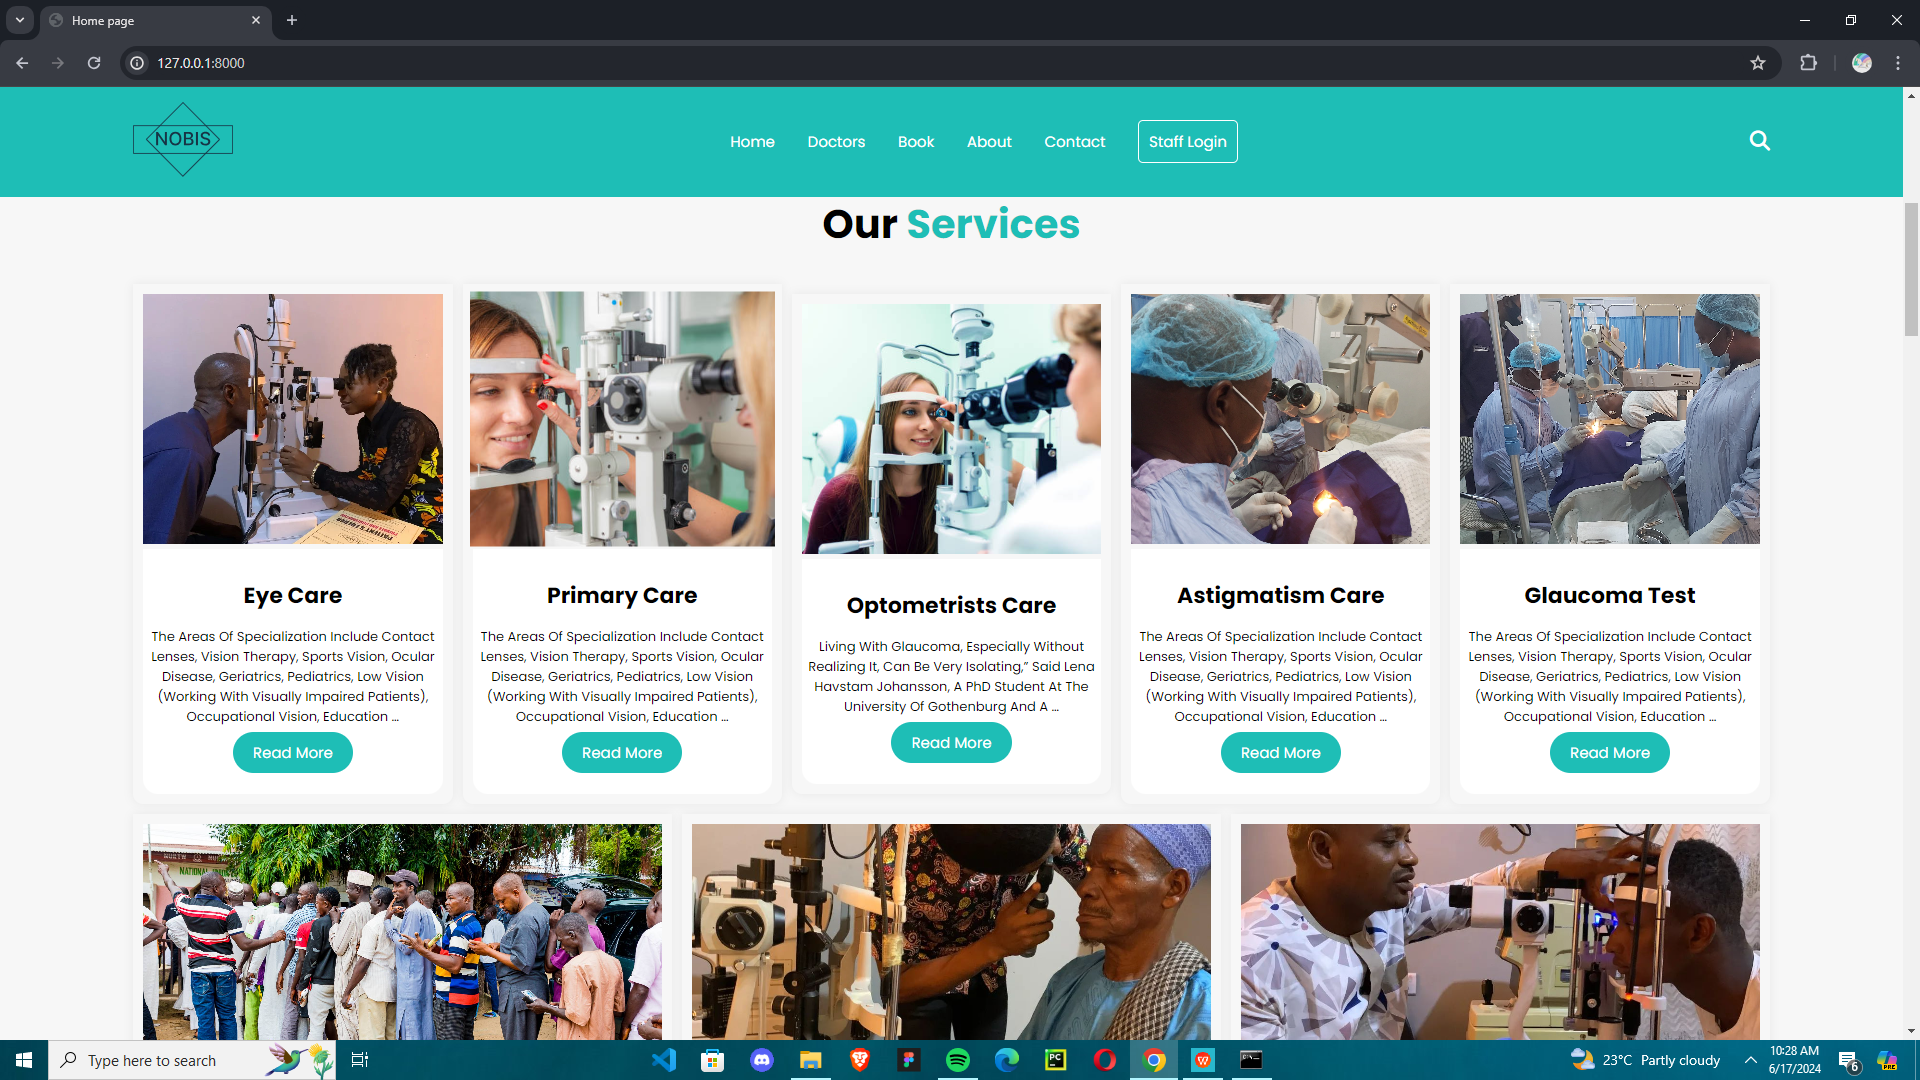 Home page
127.0.0.1:8000
NOBIS
Home
Doctors
Book
About
Contact
Staff Login
Our Services
Eye Care
The Areas Of Specialization Include Contact
Lenses, Vision Therapy, Sports Vision, Ocular
Disease, Geriatrics, Pediatrics, Low Vision
(Working With Visually Impaired Patients),
Occupational Vision, Education ...
Read More
Primary Care
The Areas Of Specialization Include Contact
Lenses, Vision Therapy, Sports Vision, Ocular
Disease, Geriatrics, Pediatrics, Low Vision
(Working With Visually Impaired Patients),
Occupational Vision, Education ...
Read More
Optometrists Care
Living With Glaucoma, Especially Without
Realizing It, Can Be Very Isolating,” Said Lena
Havstam Johansson, A PhD Student At The
University Of Gothenburg And A ...
Read More
Astigmatism Care
The Areas Of Specialization Include Contact
Lenses, Vision Therapy, Sports Vision, Ocular
Disease, Geriatrics, Pediatrics, Low Vision
(Working With Visually Impaired Patients),
Occupational Vision, Education ...
Read More
Glaucoma Test
The Areas Of Specialization Include Contact
Lenses, Vision Therapy, Sports Vision, Ocular
Disease, Geriatrics, Pediatrics, Low Vision
(Working With Visually Impaired Patients),
Occupational Vision, Education ...
Read More
Type here to search
PC
23°C Partly cloudy
10:28 AM
6/17/2024
6
PRE